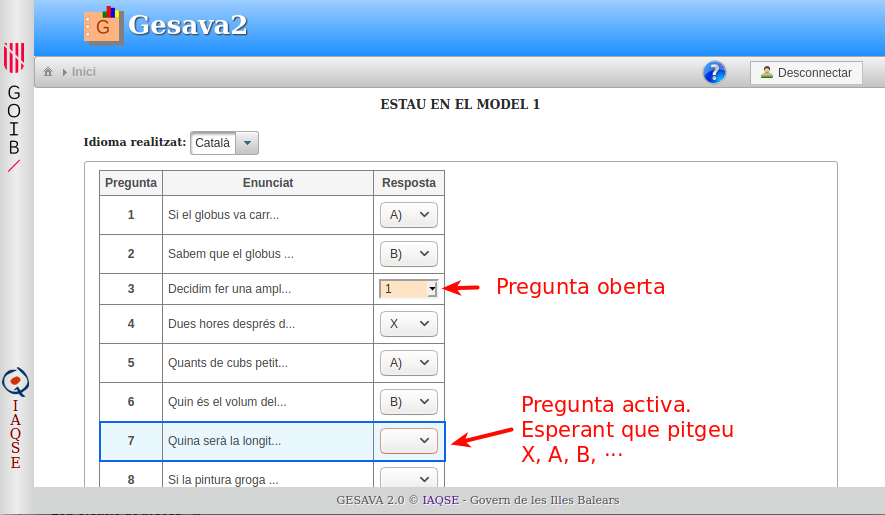 G
Gesava2
Inici
?
Desconnectar
GOIB/
ESTAU EN EL MODEL 1
Idioma realitzat: Català
Pregunta Enunciat Resposta
1 Si el globus va carr... A)
2 Sabem que el globus ... B)
3 Decidim fer una ampl... 1
Pregunta oberta
4 Dues hores després d... X
5 Quants de cubs petit... A)
6 Quin és el volum del... B)
7 Quina serà la longit...
Pregunta activa.
Esperant que pitgeu
X, A, B, ...
8 Si la pintura groga ...
IAQSE
GESAVA 2.0 © IAQSE - Govern de les Illes Balears